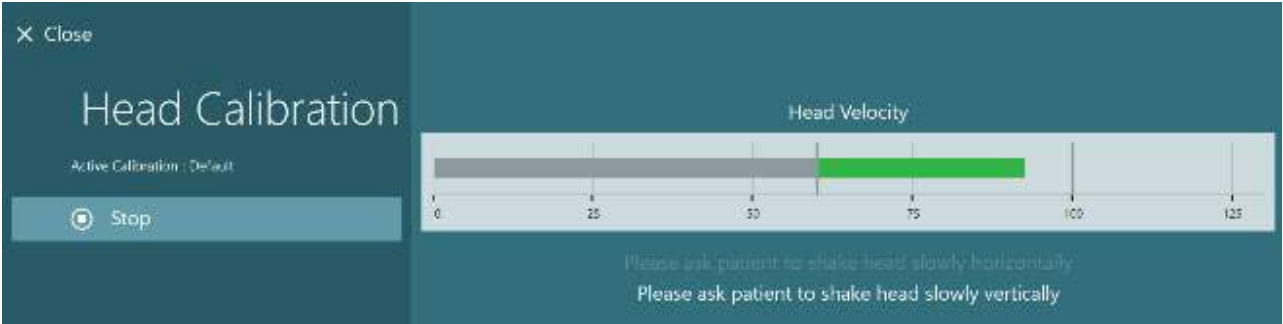 Close
Head Calibration
Active Calibration : Default
Stop
Head Velocity
0 25 50 75 100 125
Please ask patient to shake head slowly horizontally
Please ask patient to shake head slowly vertically